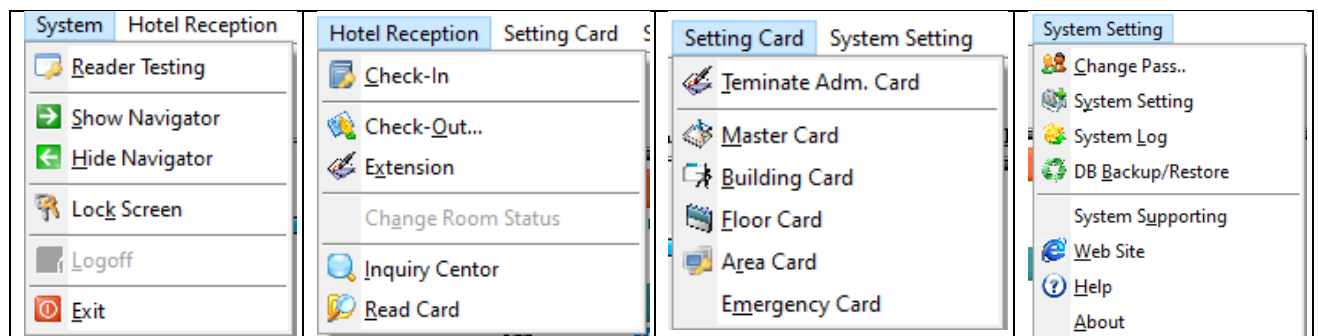 System Hotel Reception
Reader Testing
Show Navigator
Hide Navigator
Lock Screen
Logoff
Exit
Hotel Reception Setting Card
Check-In
Check-Out...
Extension
Change Room Status
Inquiry Centor
Read Card
Setting Card System Setting
Teminate Adm. Card
Master Card
Building Card
Floor Card
Area Card
Emergency Card
System Setting
Change Pass..
System Setting
System Log
DB Backup/Restore
System Supporting
Web Site
Help
About